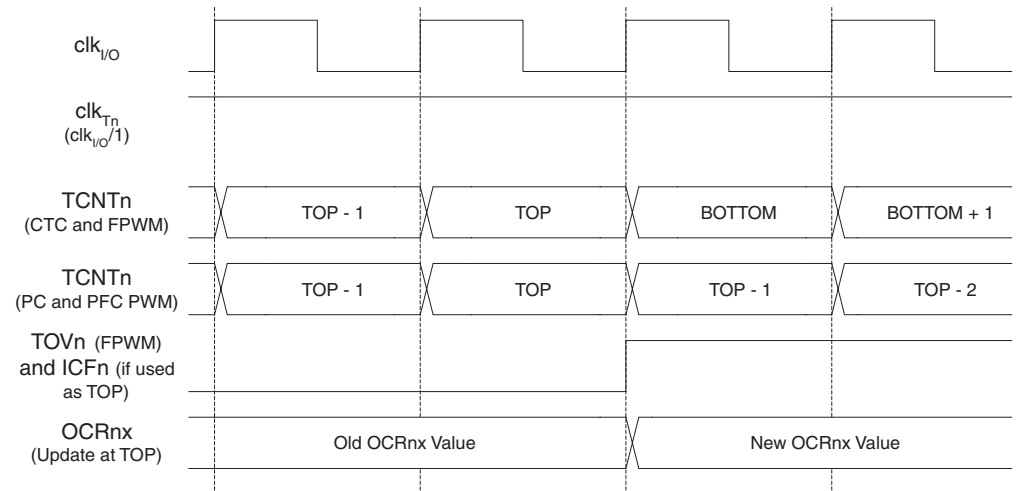 clkI/O
clkTn
(clkI/O/1)
TCNTn
(CTC and FPWM)
TOP - 1 TOP BOTTOM BOTTOM + 1
TCNTn
(PC and PFC PWM)
TOP - 1 TOP TOP - 1 TOP - 2
TOVn (FPWM)
and ICFn (if used
as TOP)
OCRnx
(Update at TOP)
Old OCRnx Value New OCRnx Value